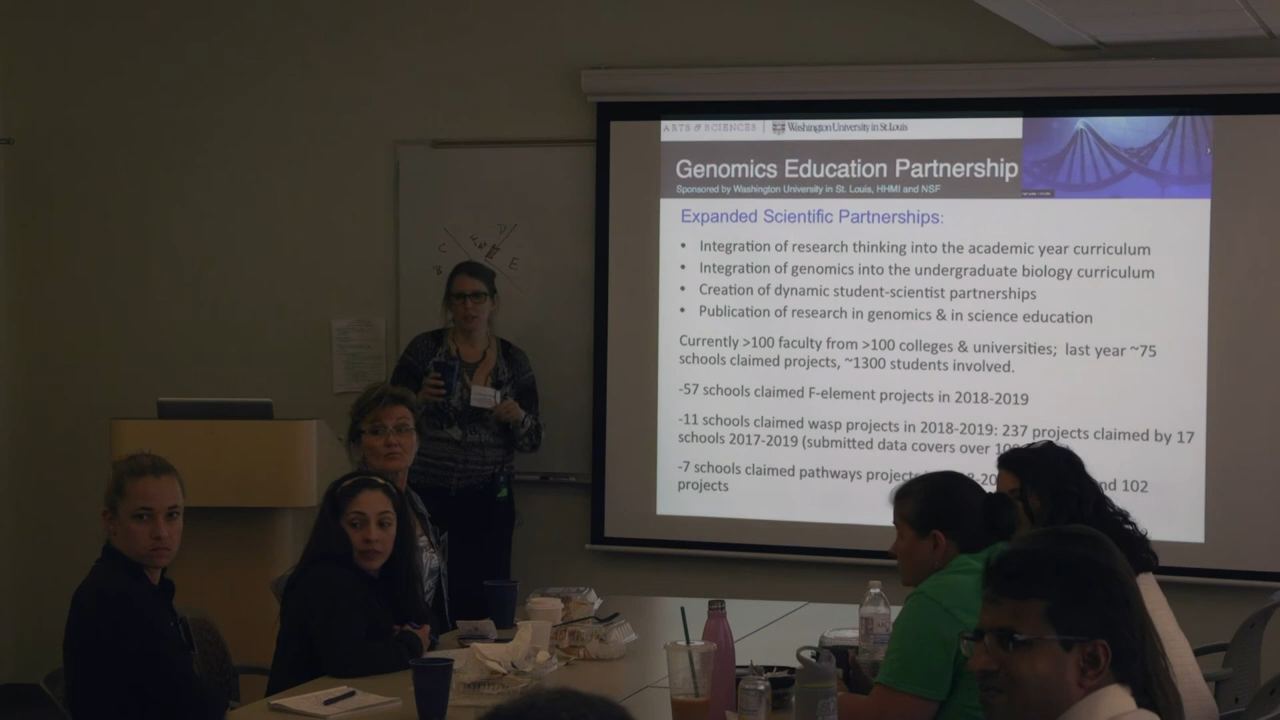 ARTS & SCIENCES | Washington University in St. Louis
Genomics Education Partnership
Sponsored by Washington University in St. Louis, HHMI and NSF
Expanded Scientific Partnerships:
• Integration of research thinking into the academic year curriculum
• Integration of genomics into the undergraduate biology curriculum
• Creation of dynamic student-scientist partnerships
• Publication of research in genomics & in science education
Currently >100 faculty from >100 colleges & universities; last year ~75
schools claimed projects, ~1300 students involved.
-57 schools claimed F-element projects in 2018-2019
-11 schools claimed wasp projects in 2018-2019: 237 projects claimed by 17
schools 2017-2019 (submitted data covers over
-7 schools claimed pathways 102
projects
D
C
E
B